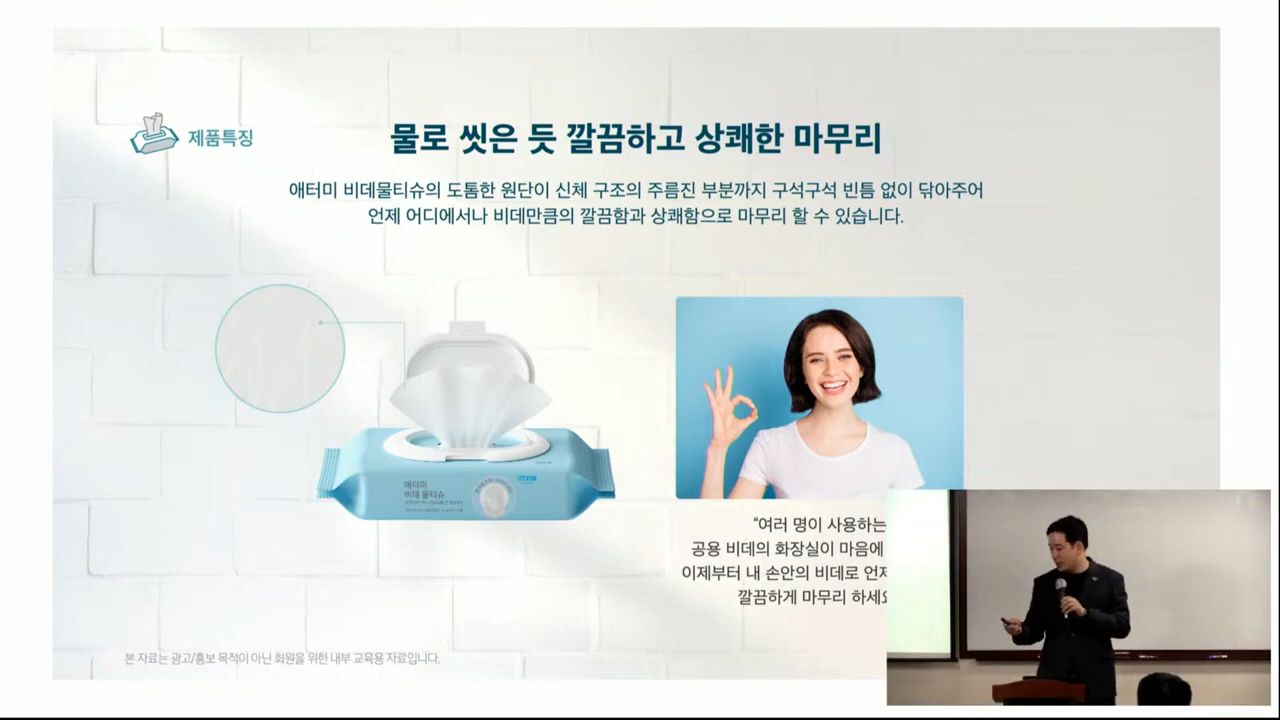 제품특징
물로 씻은 듯 깔끔하고 상쾌한 마무리
애터미 비데물티슈의 도톰한 원단이 신체 구조의 주름진 부분까지 구석구석 빈틈 없이 닦아주어
언제 어디에서나 비데만큼의 깔끔함과 상쾌함으로 마무리 할 수 있습니다.
애터미
비데 물티슈
“여러 명이 사용하는
공용 비데의 화장실이 마음에
이제부터 내 손안의 비데로
깔끔하게 마무리
본 자료는 광고/홍보 목적이 아닌 회원을 위한 내부 교육용 자료입니다.